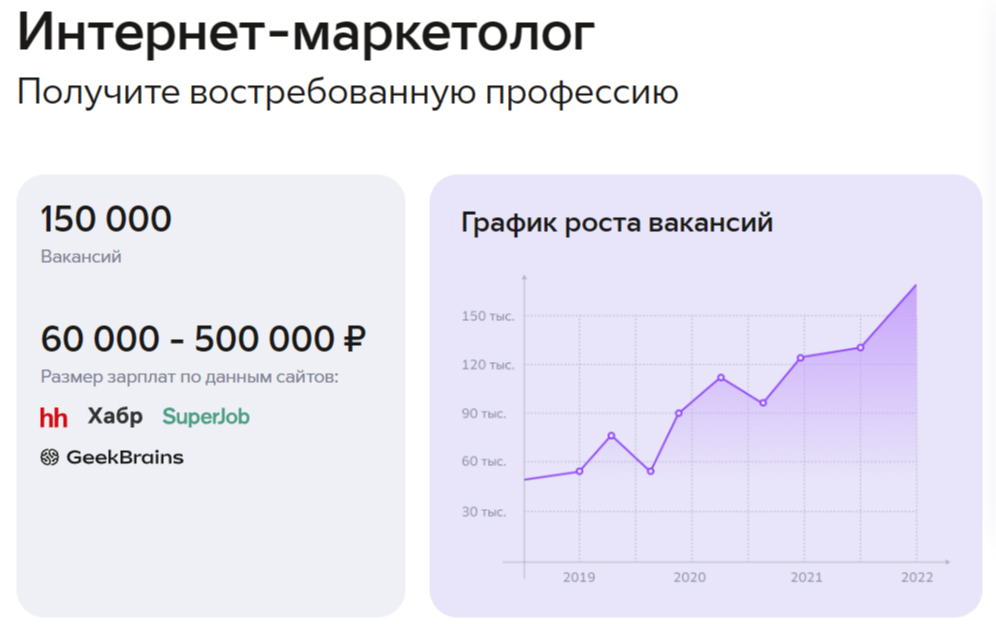 Интернет-маркетолог
Получите востребованную профессию
150 000
Вакансий
60 000 - 500 000 ₽
Размер зарплат по данным сайтов:
hh Хабр SuperJob
GeekBrains
График роста вакансий
150 тыс.
120 тыс.
90 тыс.
60 тыс.
30 тыс.
2019 2020 2021 2022